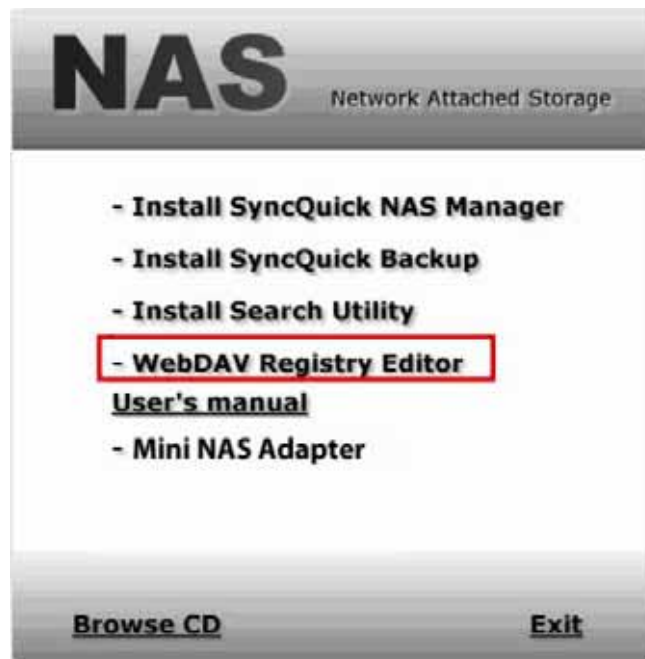 NAS
Network Attached Storage
- Install SyncQuick NAS Manager
- Install SyncQuick Backup
- Install Search Utility
- WebDAV Registry Editor
User's manual
- Mini NAS Adapter
Browse CD
Exit